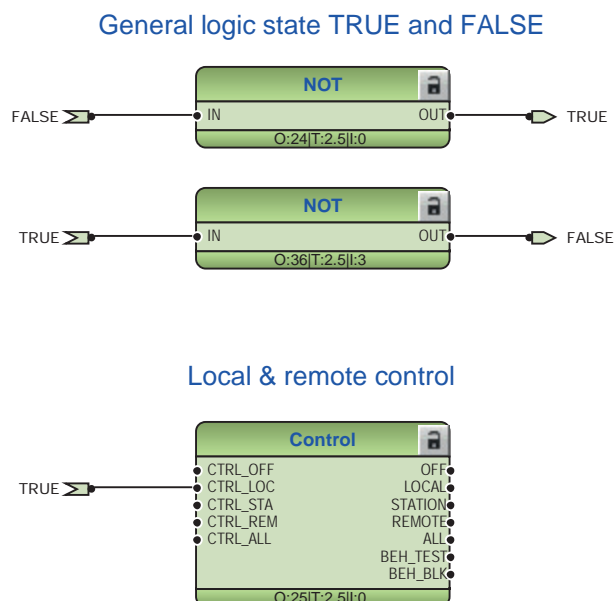 General logic state TRUE and FALSE
NOT
FALSE IN OUT TRUE
O:24|T:2.5|I:0
NOT
TRUE IN OUT FALSE
O:36|T:2.5|I:3
Local & remote control
Control
CTRL_OFF OFF
TRUE CTRL_LOC LOCAL
CTRL_STA STATION
CTRL_REM REMOTE
CTRL_ALL ALL
BEH_TEST
BEH_BLK
O:25|T:2.5|I:0